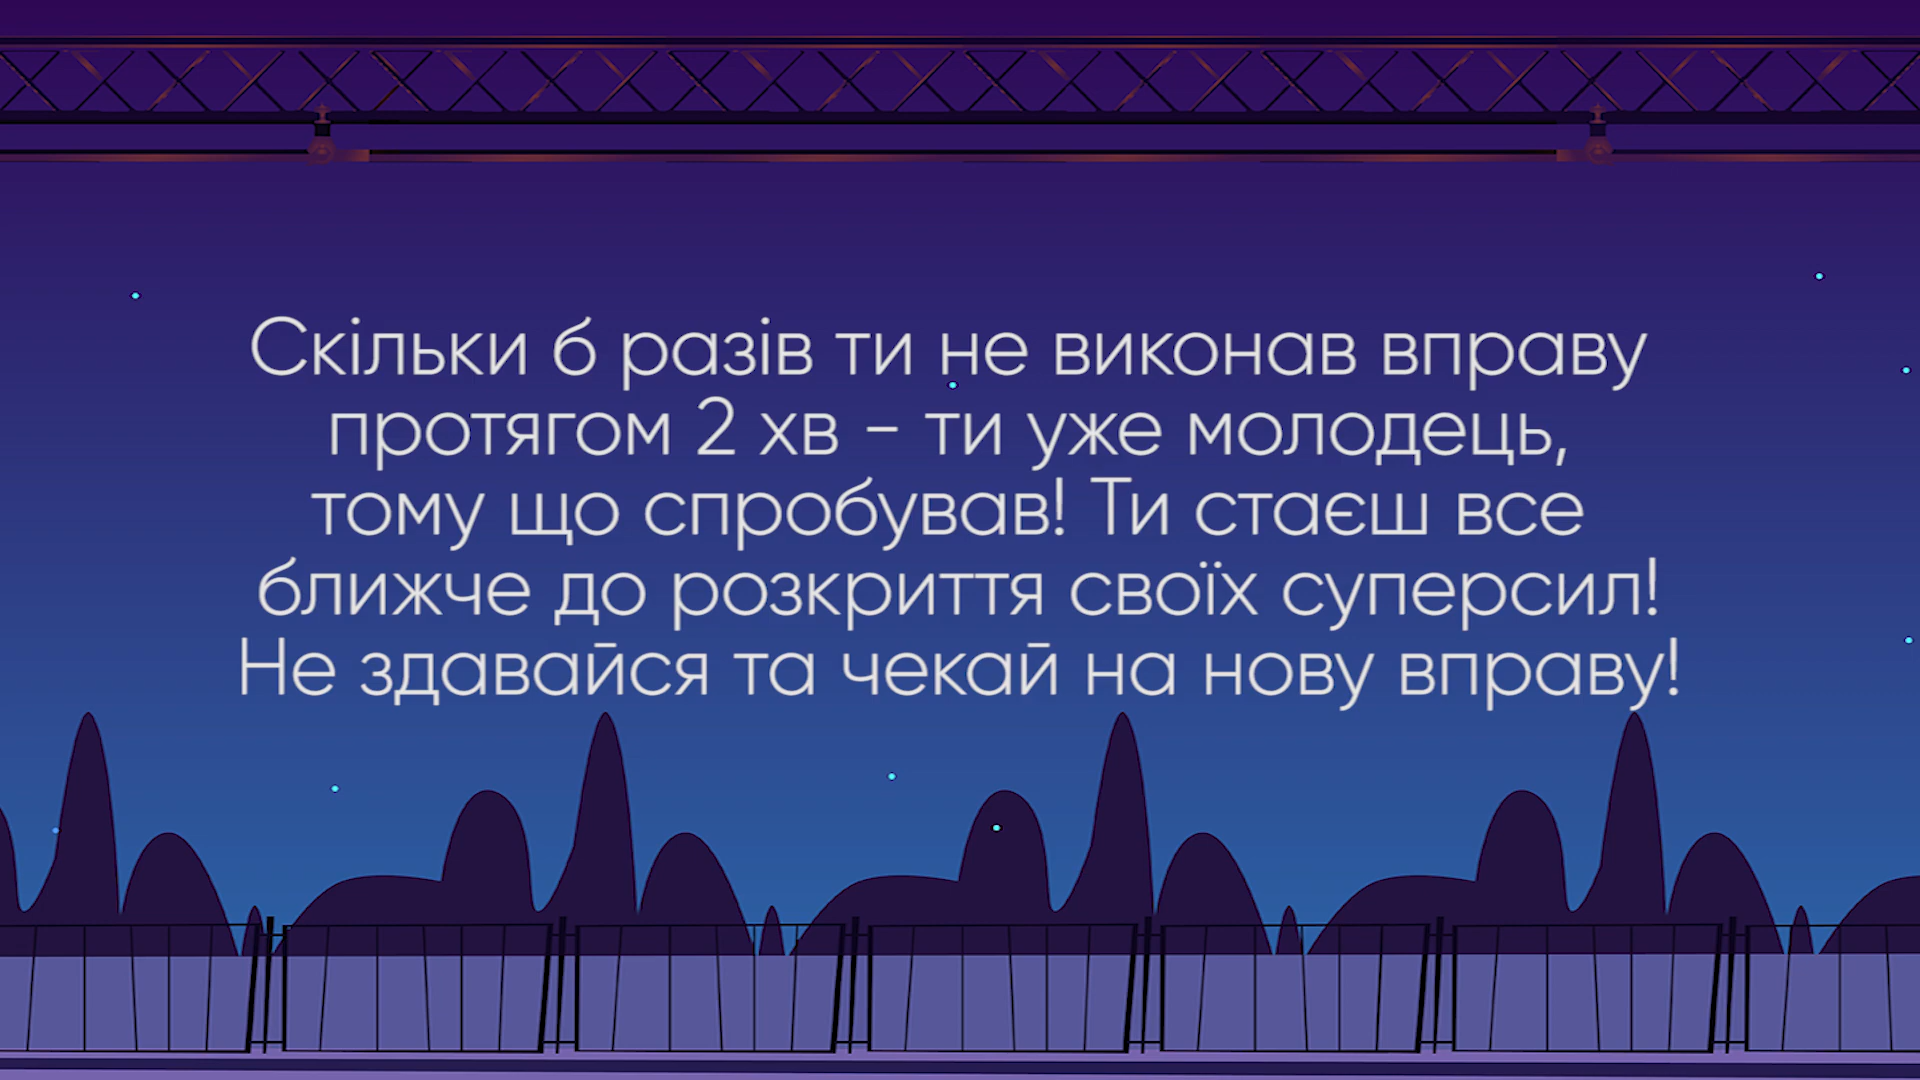 Скільки б разів ти не виконав вправу
протягом 2 хв - ти уже молодець,
тому що спробував! Ти стаєш все
ближче до розкриття своїх суперсил!
Не здавайся та чекай на нову вправу!